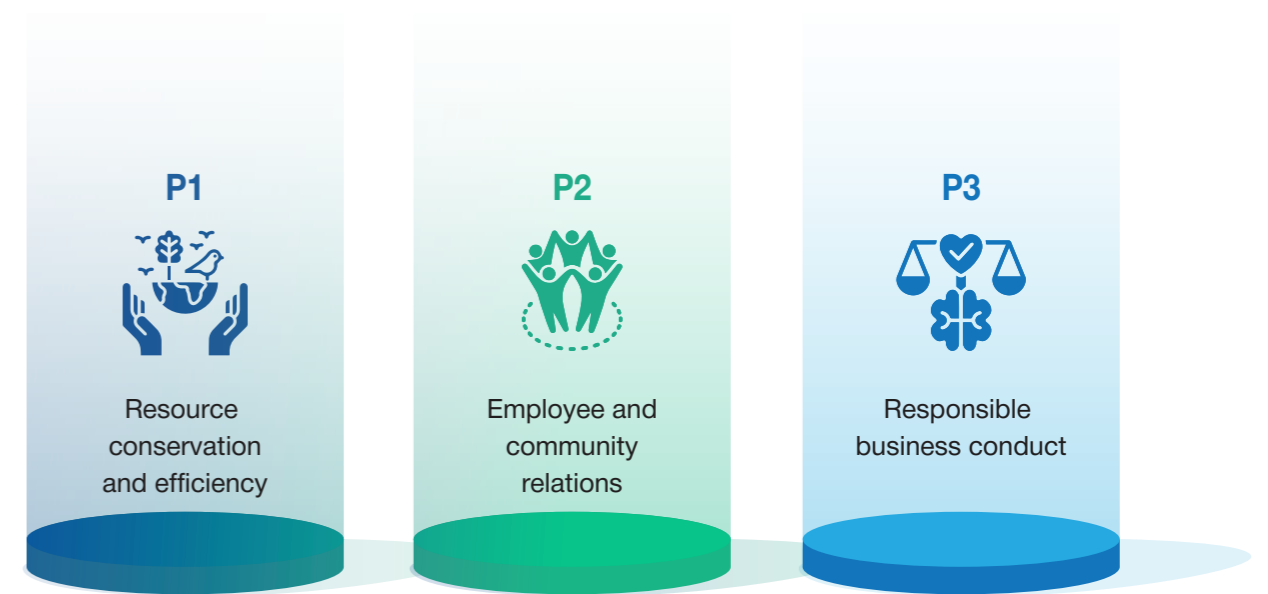 P1
Resource
conservation
and efficiency
P2
Employee and
community
relations
P3
Responsible
business conduct